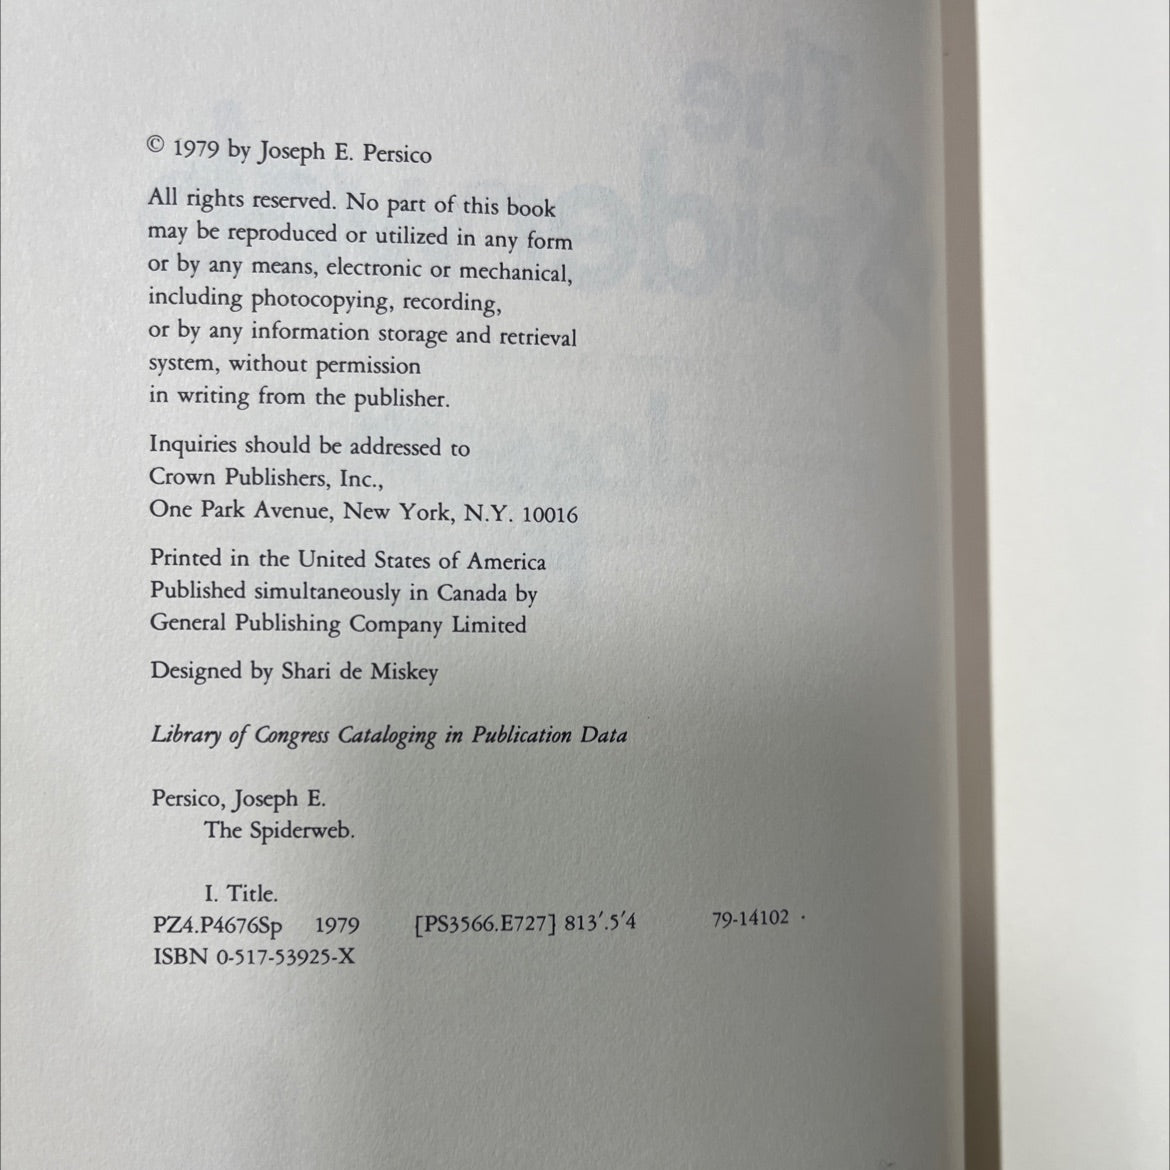 © 1979 by Joseph E. Persico
All rights reserved. No part of this book
may be reproduced or utilized in any form
or by any means, electronic or mechanical,
including photocopying, recording,
or by any information storage and retrieval
system, without permission
in writing from the publisher.
Inquiries should be addressed to
Crown Publishers, Inc.,
One Park Avenue, New York, N.Y. 10016
Printed in the United States of America
Published simultaneously in Canada by
General Publishing Company Limited
Designed by Shari de Miskey
Library of Congress Cataloging in Publication Data
Persico, Joseph E.
The Spiderweb.
I. Title.
PZ4.P4676Sp 1979 [PS3566.E727] 813′.5′4 79-14102
ISBN 0-517-53925-X